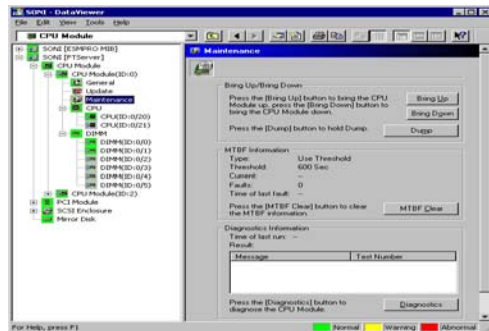 SONI - DataViewer
File Edit View Tools Help
CPU Module
SONI [ESMPRO MIB]
SONI [FTServer]
CPU Module
CPU Module(ID:0)
General
Update
Maintenance
CPU
CPU(ID:0/20)
CPU(ID:0/21)
DIMM
DIMM(ID:0/0)
DIMM(ID:0/1)
DIMM(ID:0/2)
DIMM(ID:0/3)
DIMM(ID:0/4)
DIMM(ID:0/5)
CPU Module(ID:2)
PCI Module
SCSI Enclosure
Mirror Disk
Maintenance
Bring Up/Bring Down
Press the [Bring Up] button to bring the CPU
Module up, press the [Bring Down] button to
bring the CPU Module down.
Bring Up
Bring Down
Press the [Dump] button to hold Dump.
Dump
MTBF Information
Type: Use Threshold
Threshold: 600 Sec
Current: --
Faults: 0
Time of last fault: --
Press the [MTBF Clear] button to clear
the MTBF information.
MTBF Clear
Diagnostics Information
Time of last run: --
Result:
Message Test Number
Press the [Diagnostics] button to
diagnose the CPU Module.
Diagnostics
For Help, press F1
Normal Warning Abnormal